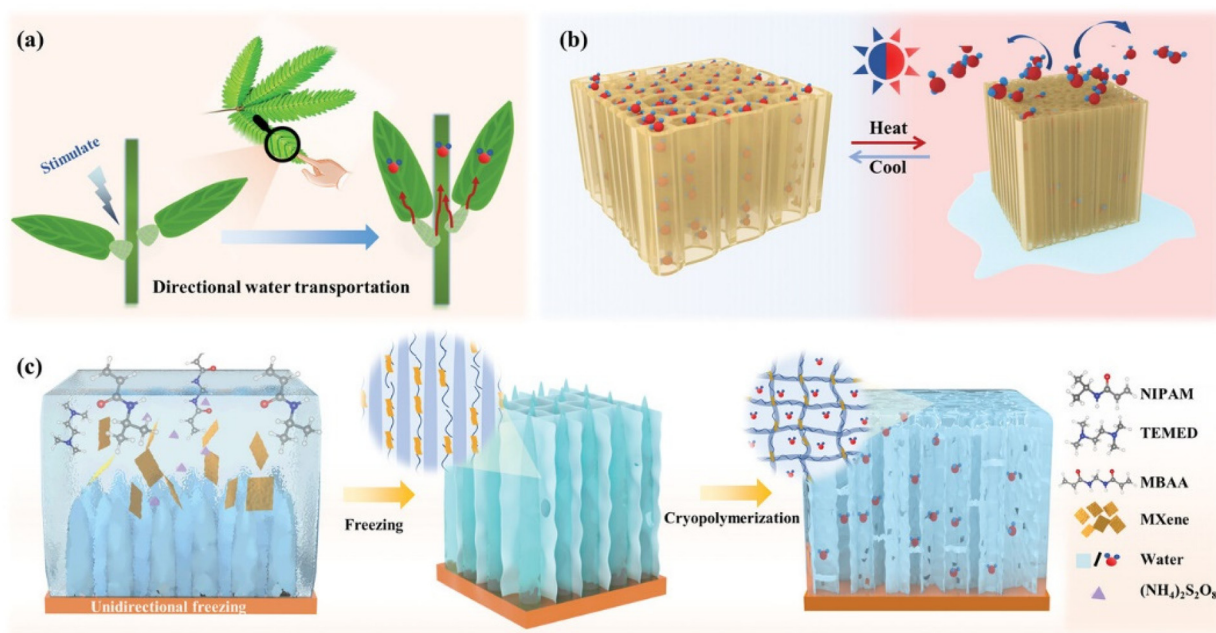 (a)
Stimulate
Directional water transportation
(b)
Heat
Cool
(c)
Unidirectional freezing
Freezing
Cryopolymerization
NIPAM
TEMED
MBAA
MXene
/
Water
(NH₄)₂S₂O₈